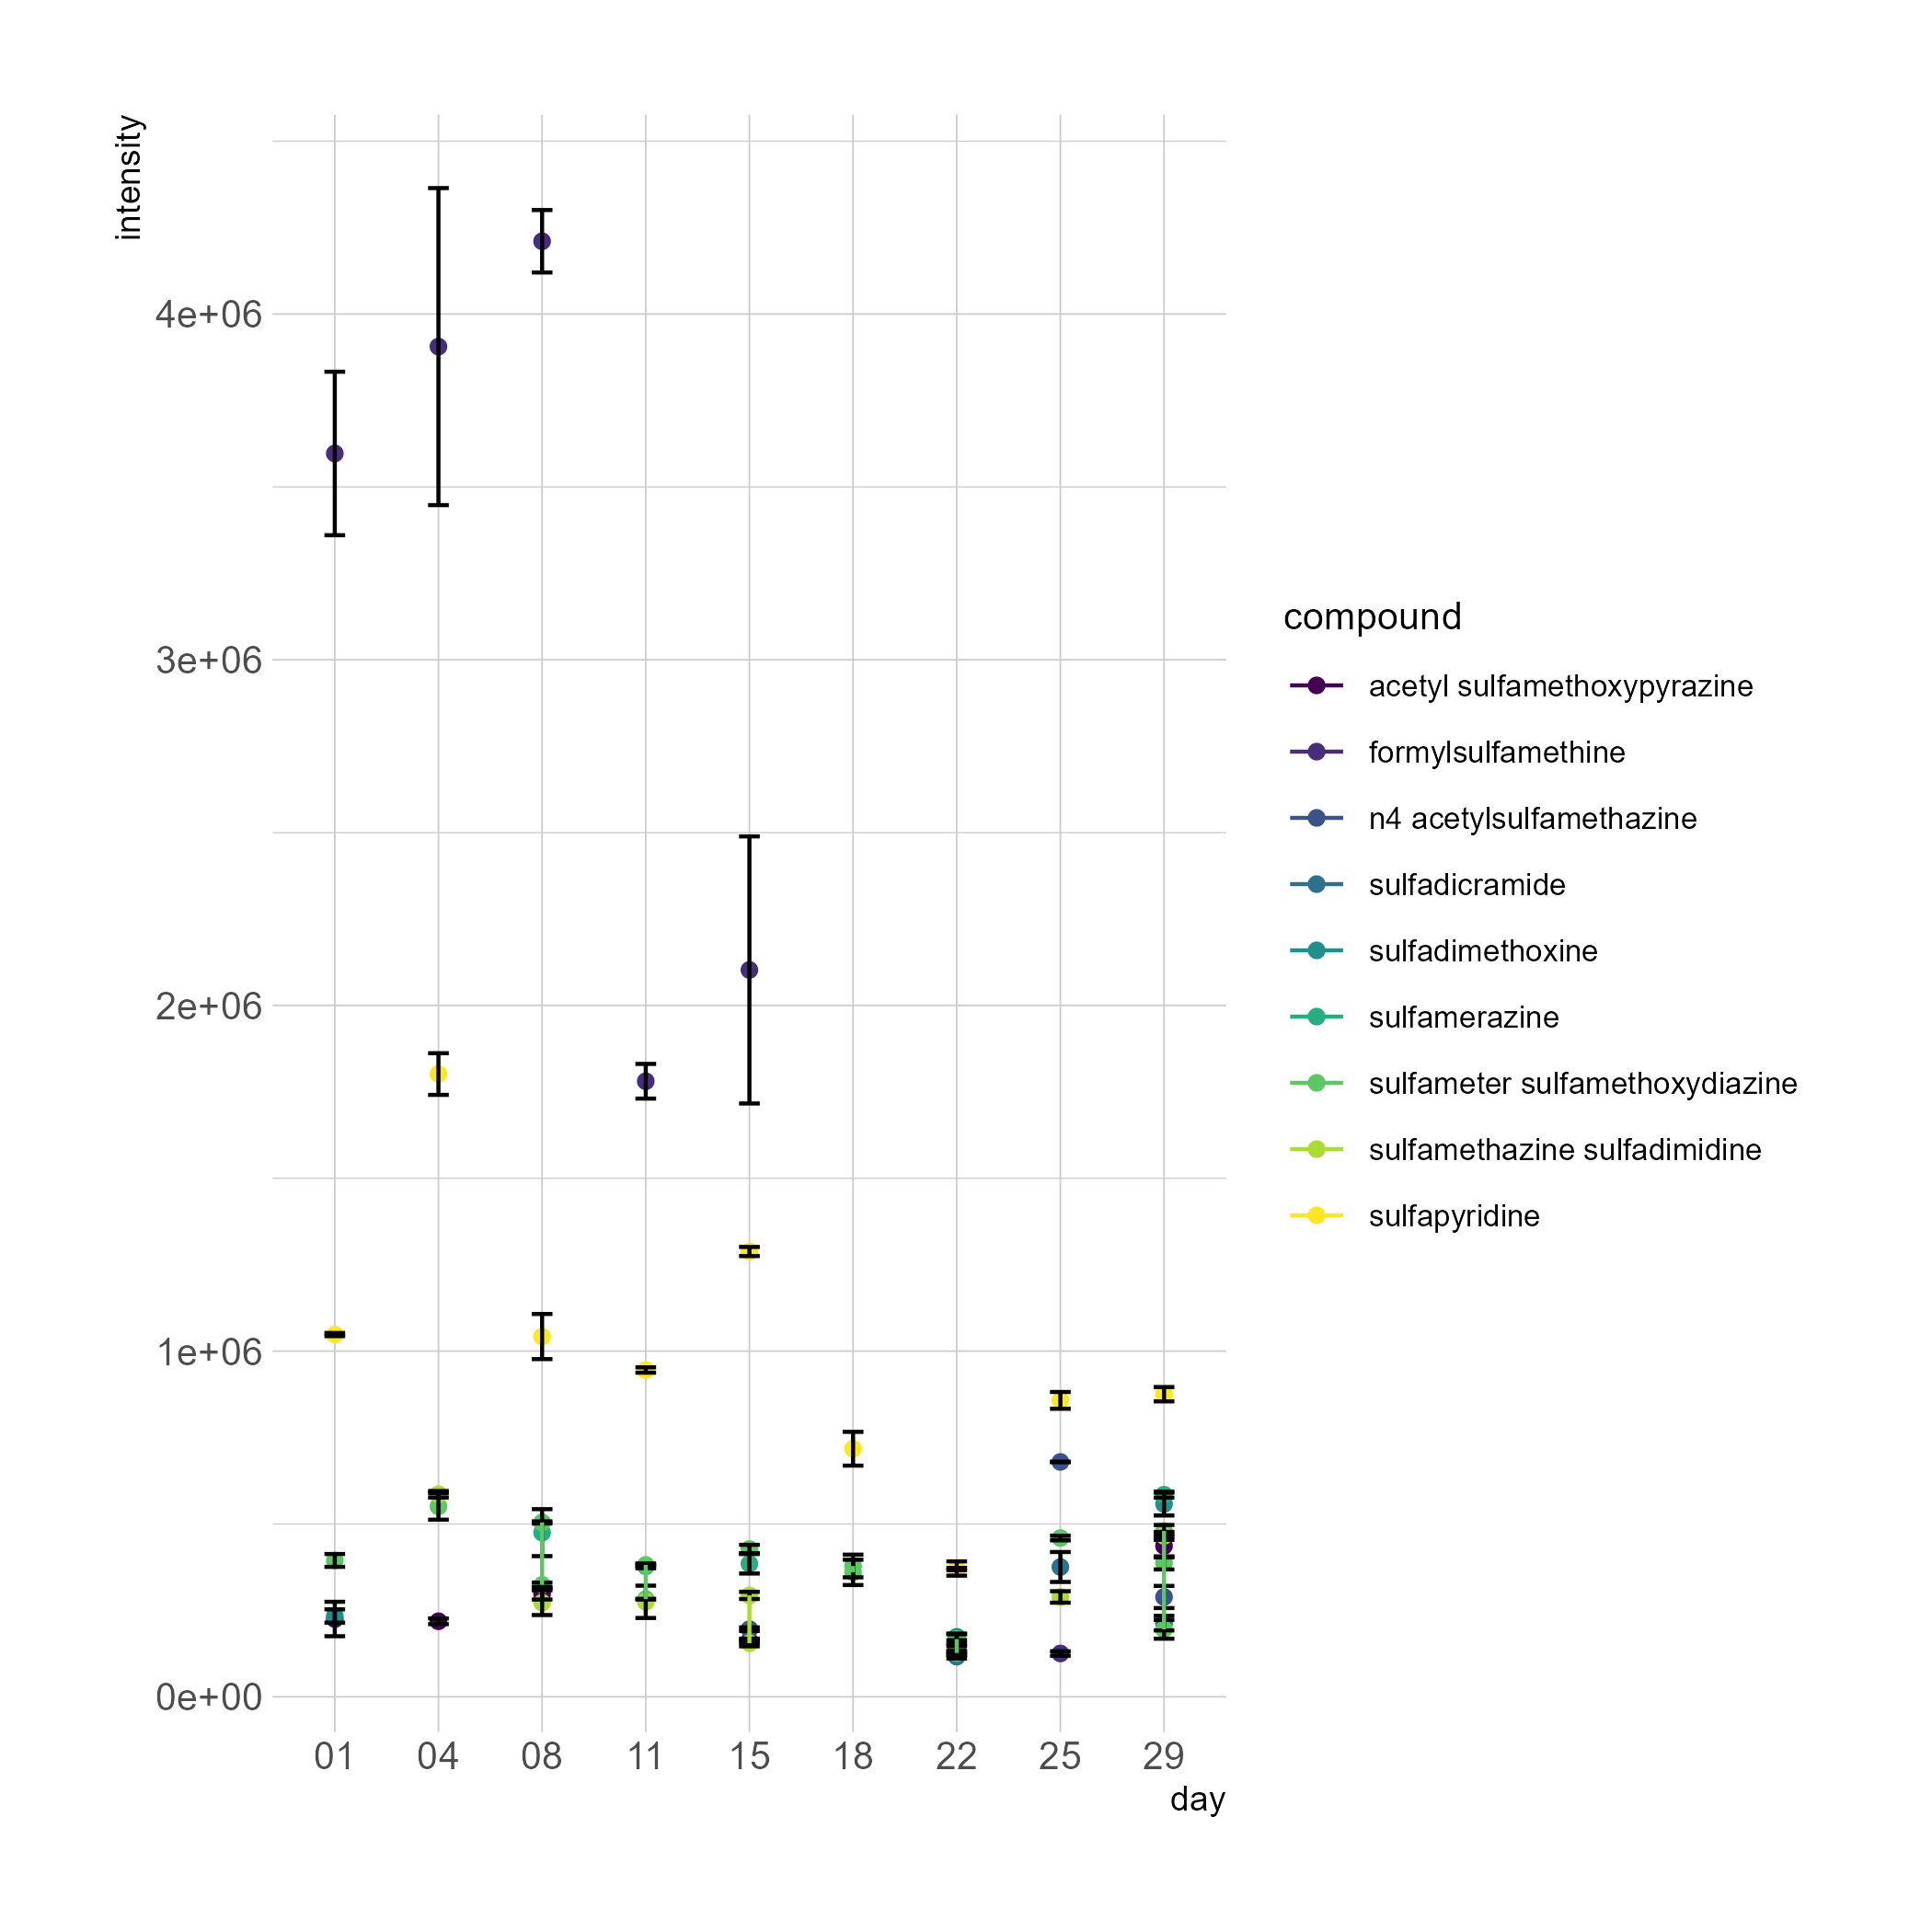 intensity
4e+06
3e+06
2e+06
1e+06
0e+00
01 04 08 11 15 18 22 25 29
day
compound
acetyl sulfamethoxypyrazine
formylsulfamethine
n4 acetylsulfamethazine
sulfadicramide
sulfadimethoxine
sulfamerazine
sulfameter sulfamethoxydiazine
sulfamethazine sulfadimidine
sulfapyridine